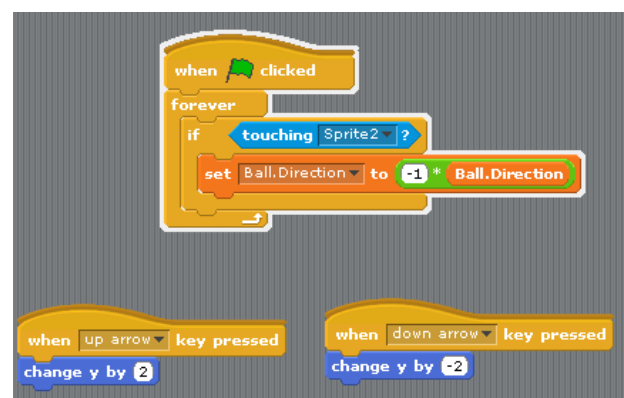 when clicked
forever
if touching Sprite2 ?
set Ball.Direction to -1 * Ball.Direction
when up arrow key pressed
change y by 2
when down arrow key pressed
change y by -2